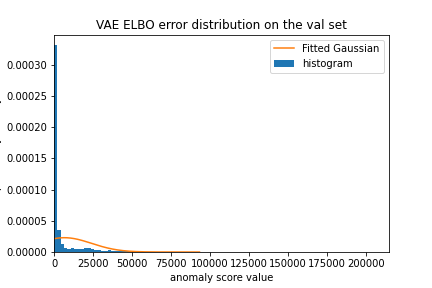 VAE ELBO error distribution on the val set
Fitted Gaussian
histogram
0.00030
0.00025
0.00020
0.00015
0.00010
0.00005
0.00000
0 25000 50000 75000 100000 125000 150000 175000 200000
anomaly score value